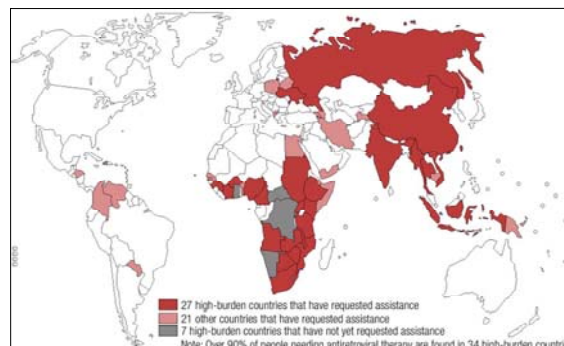 27 high-burden countries that have requested assistance
21 other countries that have requested assistance
7 high-burden countries that have not yet requested assistance
Note: Over 90% of people needing antiretroviral therapy are found in 34 high-burden countri